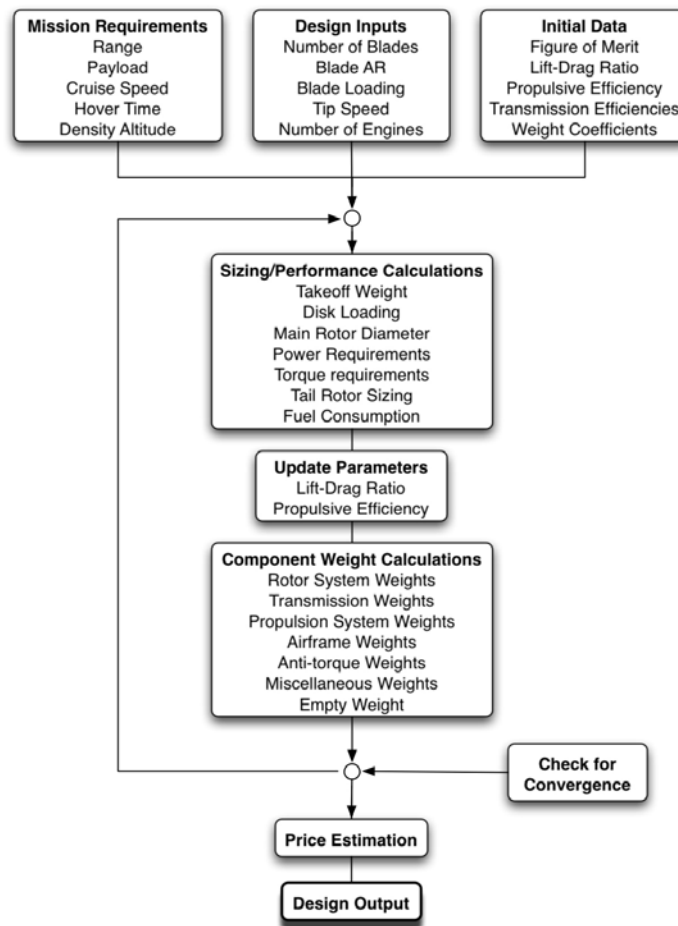 Mission Requirements
Range
Payload
Cruise Speed
Hover Time
Density Altitude
Design Inputs
Number of Blades
Blade AR
Blade Loading
Tip Speed
Number of Engines
Initial Data
Figure of Merit
Lift-Drag Ratio
Propulsive Efficiency
Transmission Efficiencies
Weight Coefficients
Sizing/Performance Calculations
Takeoff Weight
Disk Loading
Main Rotor Diameter
Power Requirements
Torque requirements
Tail Rotor Sizing
Fuel Consumption
Update Parameters
Lift-Drag Ratio
Propulsive Efficiency
Component Weight Calculations
Rotor System Weights
Transmission Weights
Propulsion System Weights
Airframe Weights
Anti-torque Weights
Miscellaneous Weights
Empty Weight
Check for
Convergence
Price Estimation
Design Output